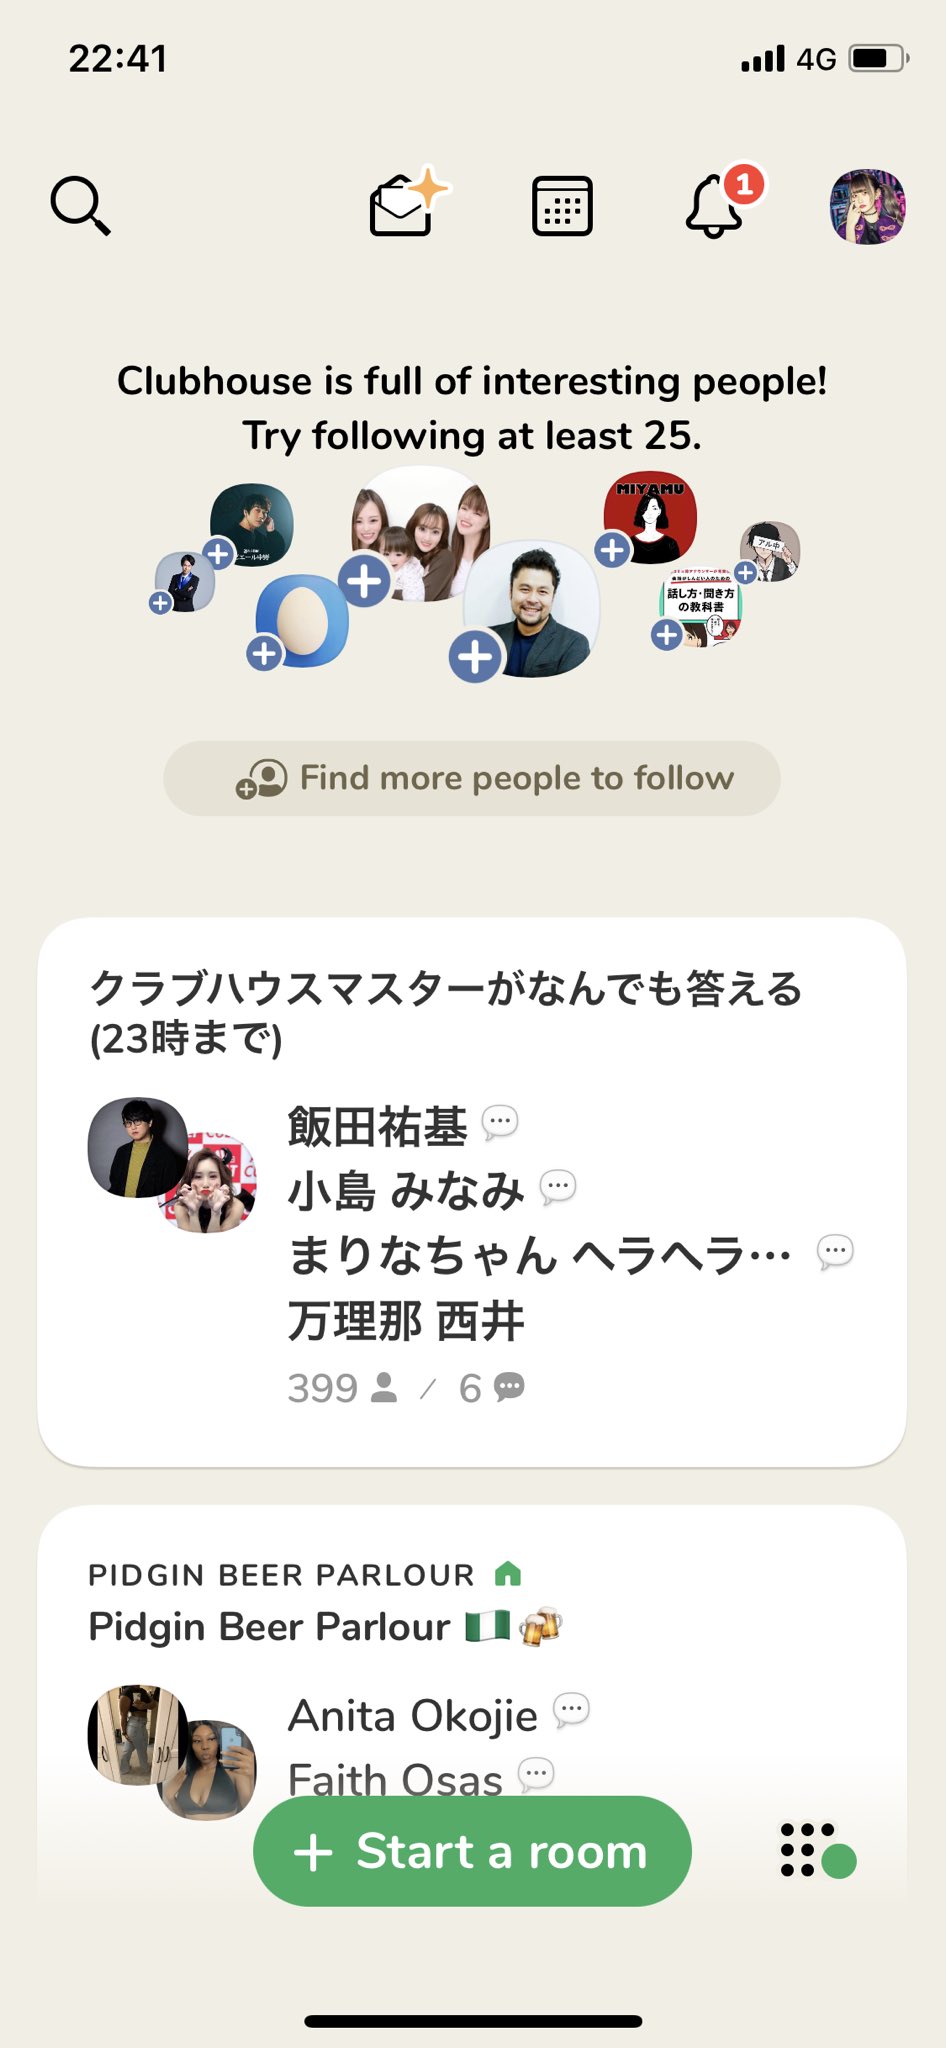 22:41
4G
1
Clubhouse is full of interesting people!
Try following at least 25.
MIYAMU
アル中
話し方・聞き方
の教科書
Find more people to follow
クラブハウスマスターがなんでも答える
(23時まで)
飯田祐基
小島 みなみ
まりなちゃん ヘラヘラ…
万理那 西井
399 / 6
PIDGIN BEER PARLOUR
Pidgin Beer Parlour
Anita Okojie
Faith Osas
+ Start a room